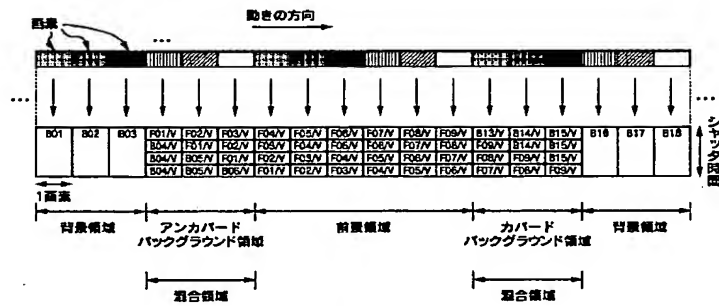 画素
…
動きの方向
…
…
B01 B02 B03 F01/V F02/V F03/V F04/V F05/V F06/V F07/V F08/V F09/V B13/V B14/V B15/V B16 B17 B18
B04/V F01/V F02/V F03/V F04/V F05/V F06/V F07/V F08/V F09/V B14/V B15/V
B04/V B05/V F01/V F02/V F03/V F04/V F05/V F06/V F07/V F08/V F09/V B15/V
B04/V B05/V B06/V F01/V F02/V F03/V F04/V F05/V F06/V F07/V F08/V F09/V
シャッタ時間
1画素
背景領域
アンカバード
バックグラウンド領域
前景領域
カバード
バックグラウンド領域
背景領域
混合領域
混合領域